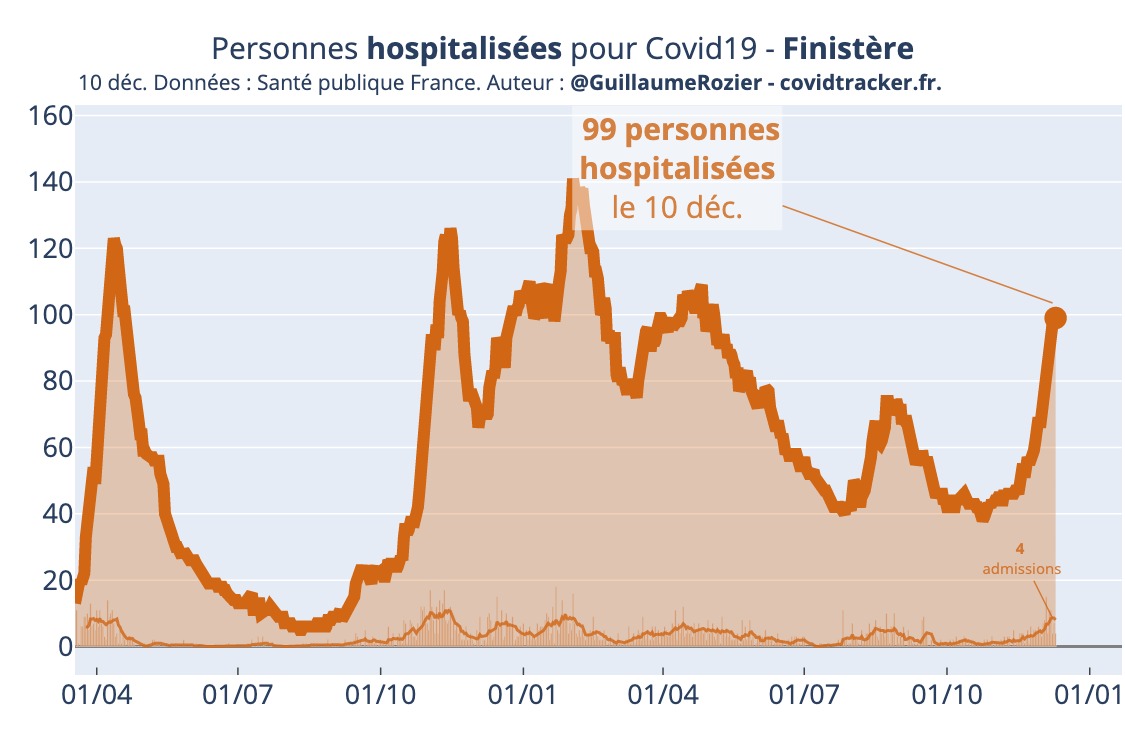 Personnes hospitalisées pour Covid19 - Finistère
10 déc. Données : Santé publique France. Auteur : @GuillaumeRozier - covidtracker.fr.
160
99 personnes
hospitalisées
le 10 déc.
140
120
100
80
60
40
4
admissions
20
0
01/04 01/07 01/10 01/01 01/04 01/07 01/10 01/01